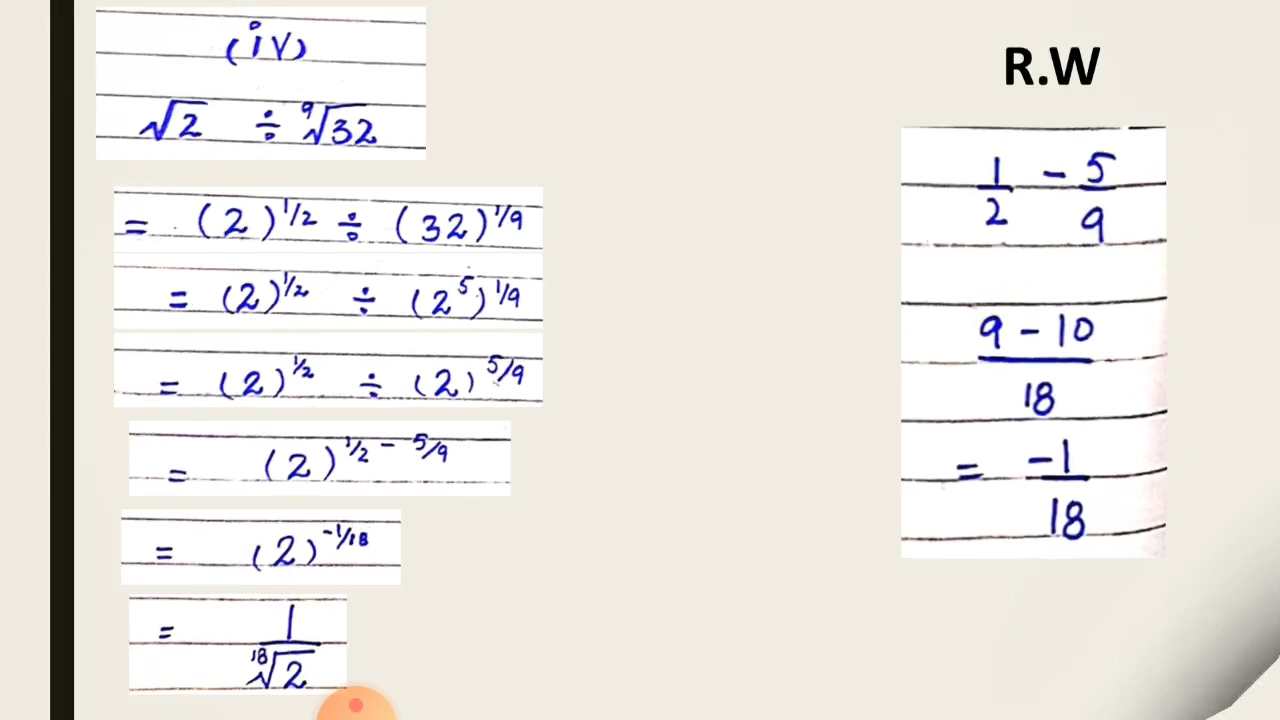 (iv)
√2 ÷ ⁹√32
= (2)^1/2 ÷ (32)^1/9
= (2)^1/2 ÷ (2^5)^1/9
= (2)^1/2 ÷ (2)^5/9
= (2)^1/2 - 5/9
= (2)^-1/18
= 1/¹⁸√2
R.W
1/2 - 5/9
9 - 10/18
= -1/18